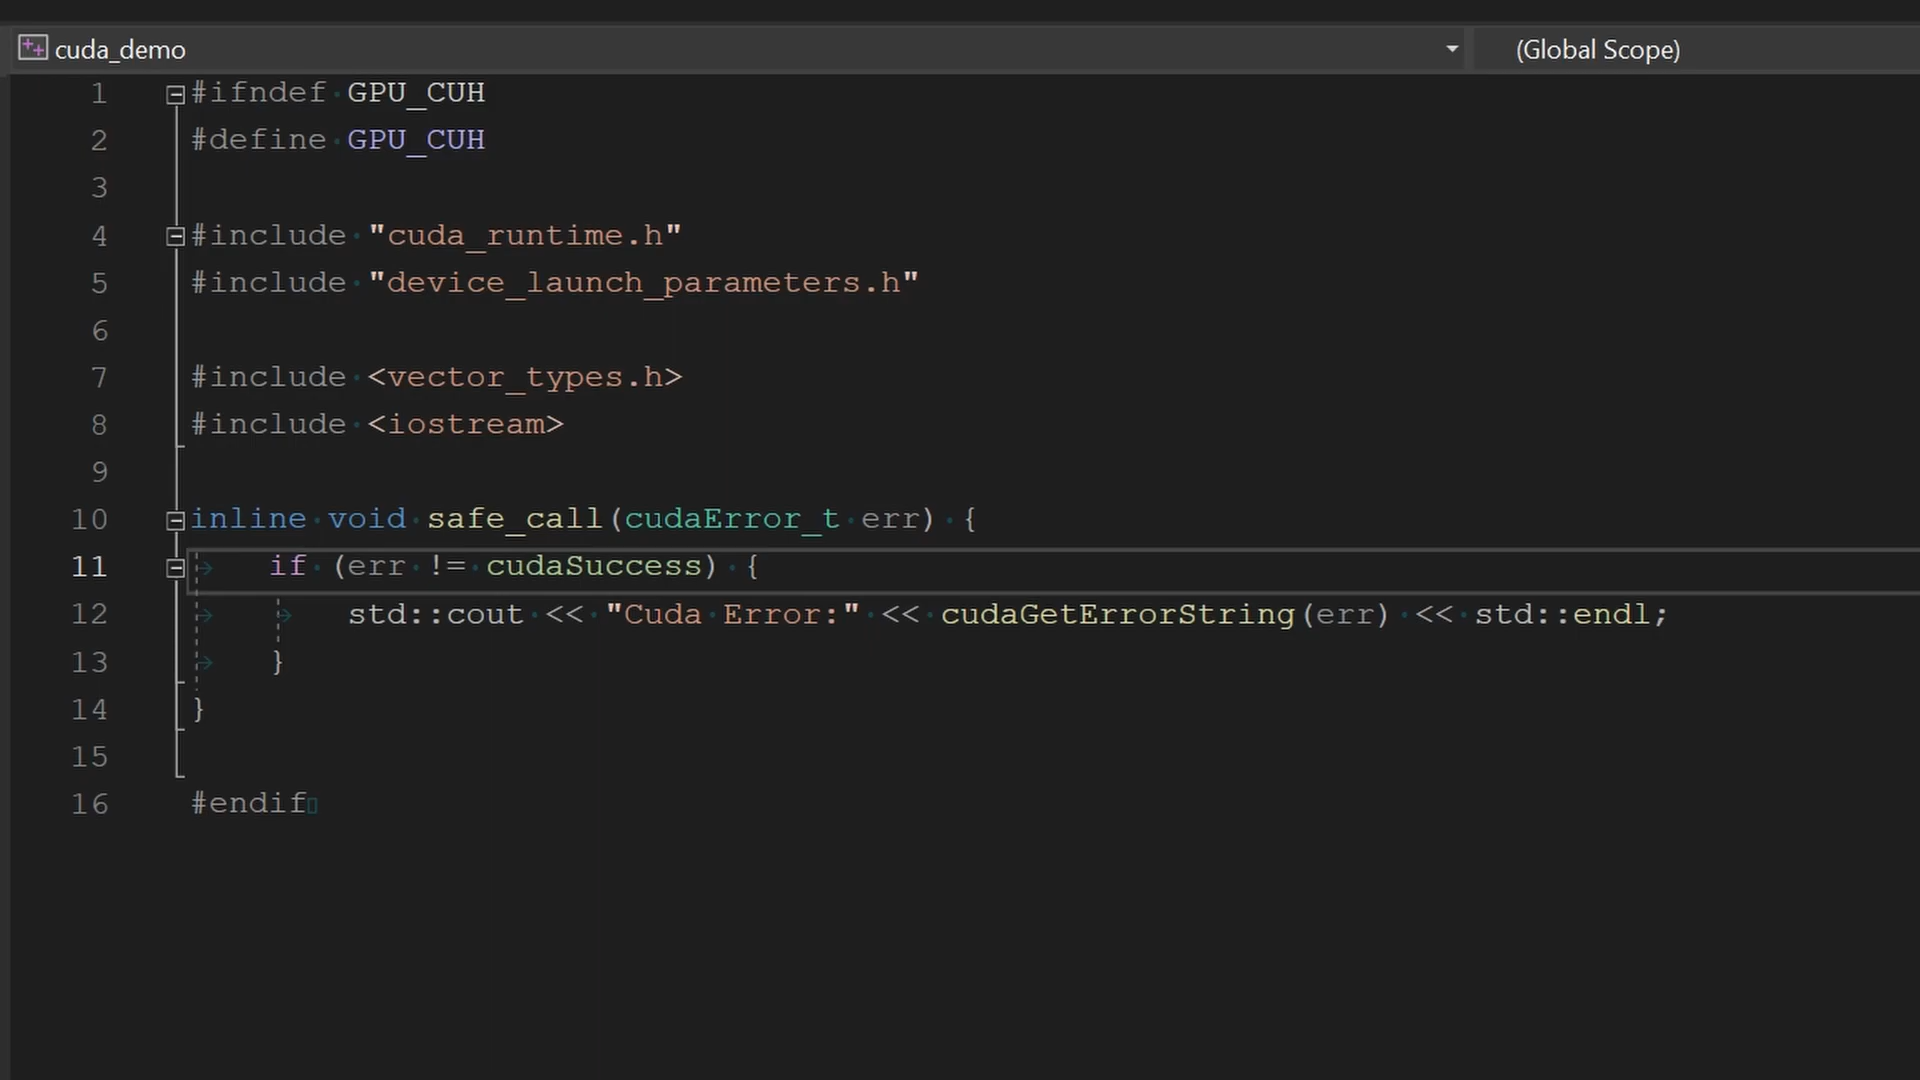 cuda_demo (Global Scope)
1 #ifndef GPU_CUH
2 #define GPU_CUH
3
4 #include "cuda_runtime.h"
5 #include "device_launch_parameters.h"
6
7 #include <vector_types.h>
8 #include <iostream>
9
10 inline void safe_call(cudaError_t err) {
11 if (err != cudaSuccess) {
12 std::cout << "Cuda Error:" << cudaGetErrorString(err) << std::endl;
13 }
14 }
15
16 #endif